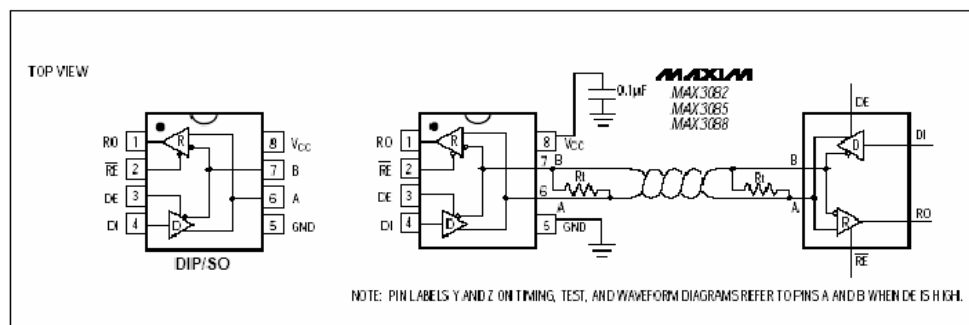 TOP VIEW
RO 1
RE 2
DE 3
DI 4
8 VCC
7 B
6 A
5 GND
R
D
DIP/SO
RO 1
RE 2
DE 3
DI 4
R
D
8 VCC
7 B
6 A
5 GND
0.1µF
MAXIM
MAX3082
MAX3085
MAX3088
Rt
Rt
B
A
DE
DI
D
R
RO
RE
NOTE: PIN LABELS Y AND Z ON TIMING, TEST, AND WAVEFORM DIAGRAMS REFER TO PINS A AND B WHEN DE IS HIGH.